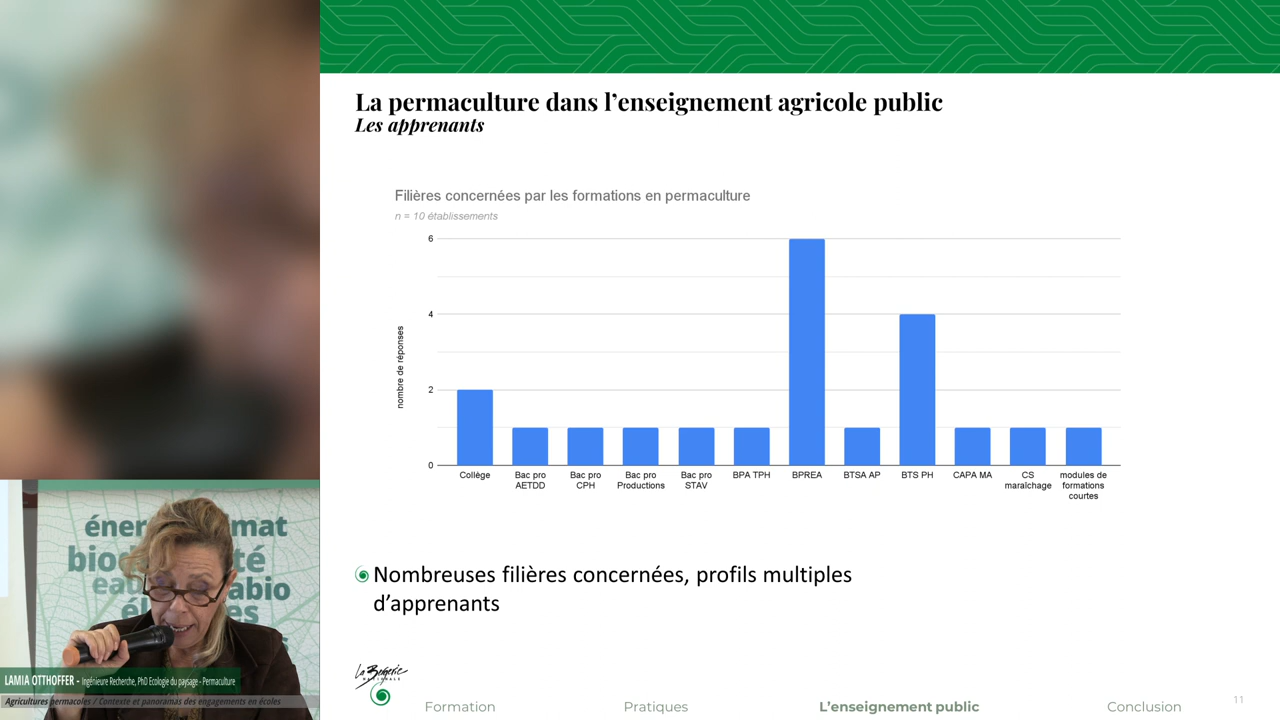 La permaculture dans l'enseignement agricole public
Les apprenants
Filières concernées par les formations en permaculture
n = 10 établissements
nombre de réponses
6
4
2
0
Collège
Bac pro AETDD
Bac pro CPH
Bac pro Productions
Bac pro STAV
BPA TPH
BPREA
BTSA AP
BTS PH
CAPA MA
CS maraîchage
modules de formations courtes
Nombreuses filières concernées, profils multiples
d'apprenants
La Bergerie
NATIONALE
Formation
Pratiques
L'enseignement public
Conclusion
11
LAMIA OTTHOFFER - Ingénieure Recherche, PhD Ecologie du paysage - Permaculture
Agricultures permacoles / Contexte et panoramas des engagements en écoles